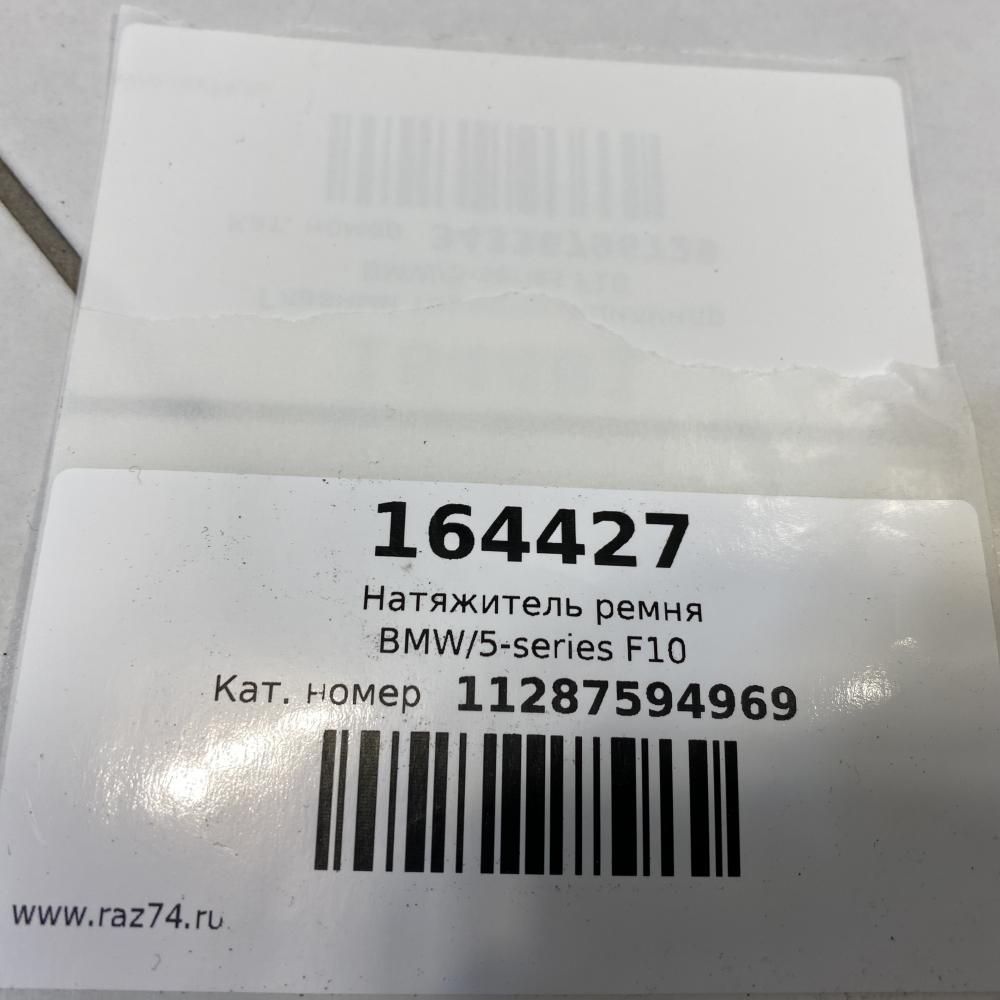 164427
Натяжитель ремня
BMW/5-series F10
Кат. номер 11287594969
www.raz74.ru